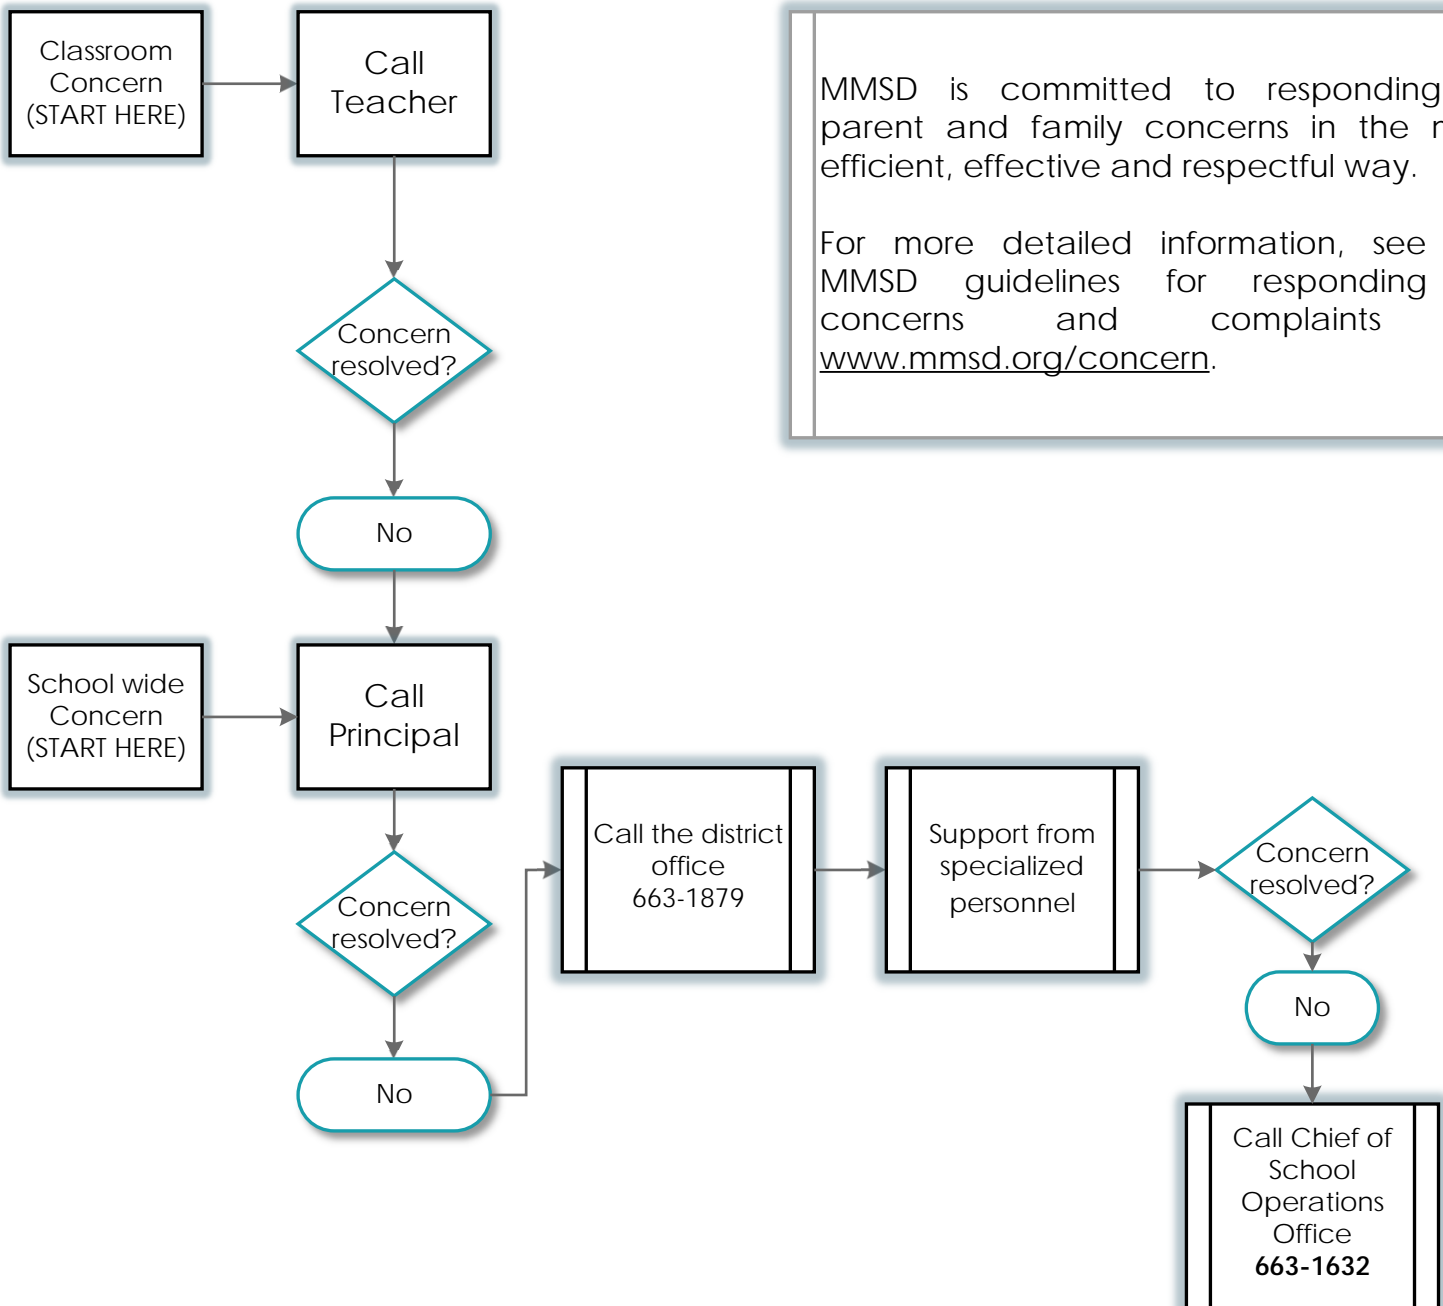 Classroom
Concern
(START HERE)
Call
Teacher
MMSD is committed to responding
parent and family concerns in the
efficient, effective and respectful way.
For more detailed information, see
MMSD guidelines for responding
concerns and complaints
www.mmsd.org/concern.
Concern
resolved?
No
School wide
Concern
(START HERE)
Call
Principal
Concern
resolved?
No
Call the district
office
663-1879
Support from
specialized
personnel
Concern
resolved?
No
Call Chief of
School
Operations
Office
663-1632